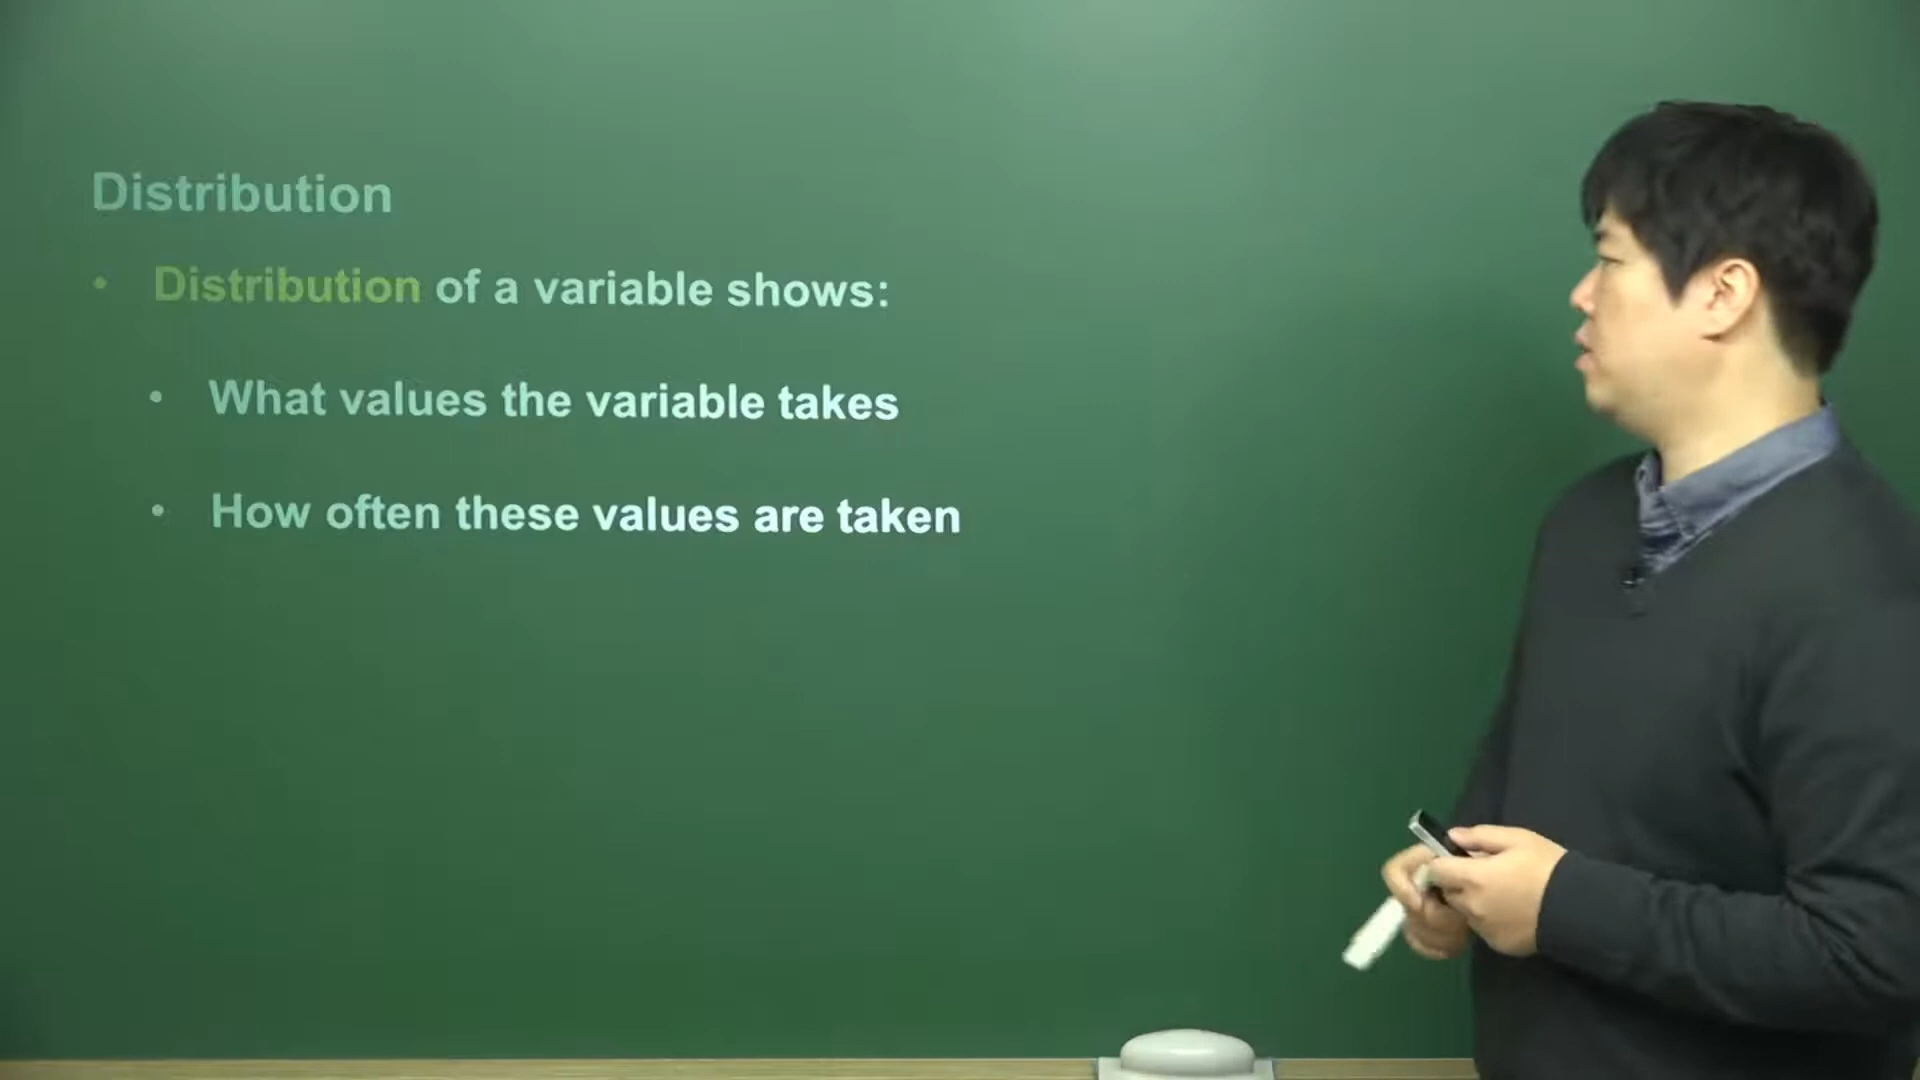 Distribution
• Distribution of a variable shows:
• What values the variable takes
• How often these values are taken